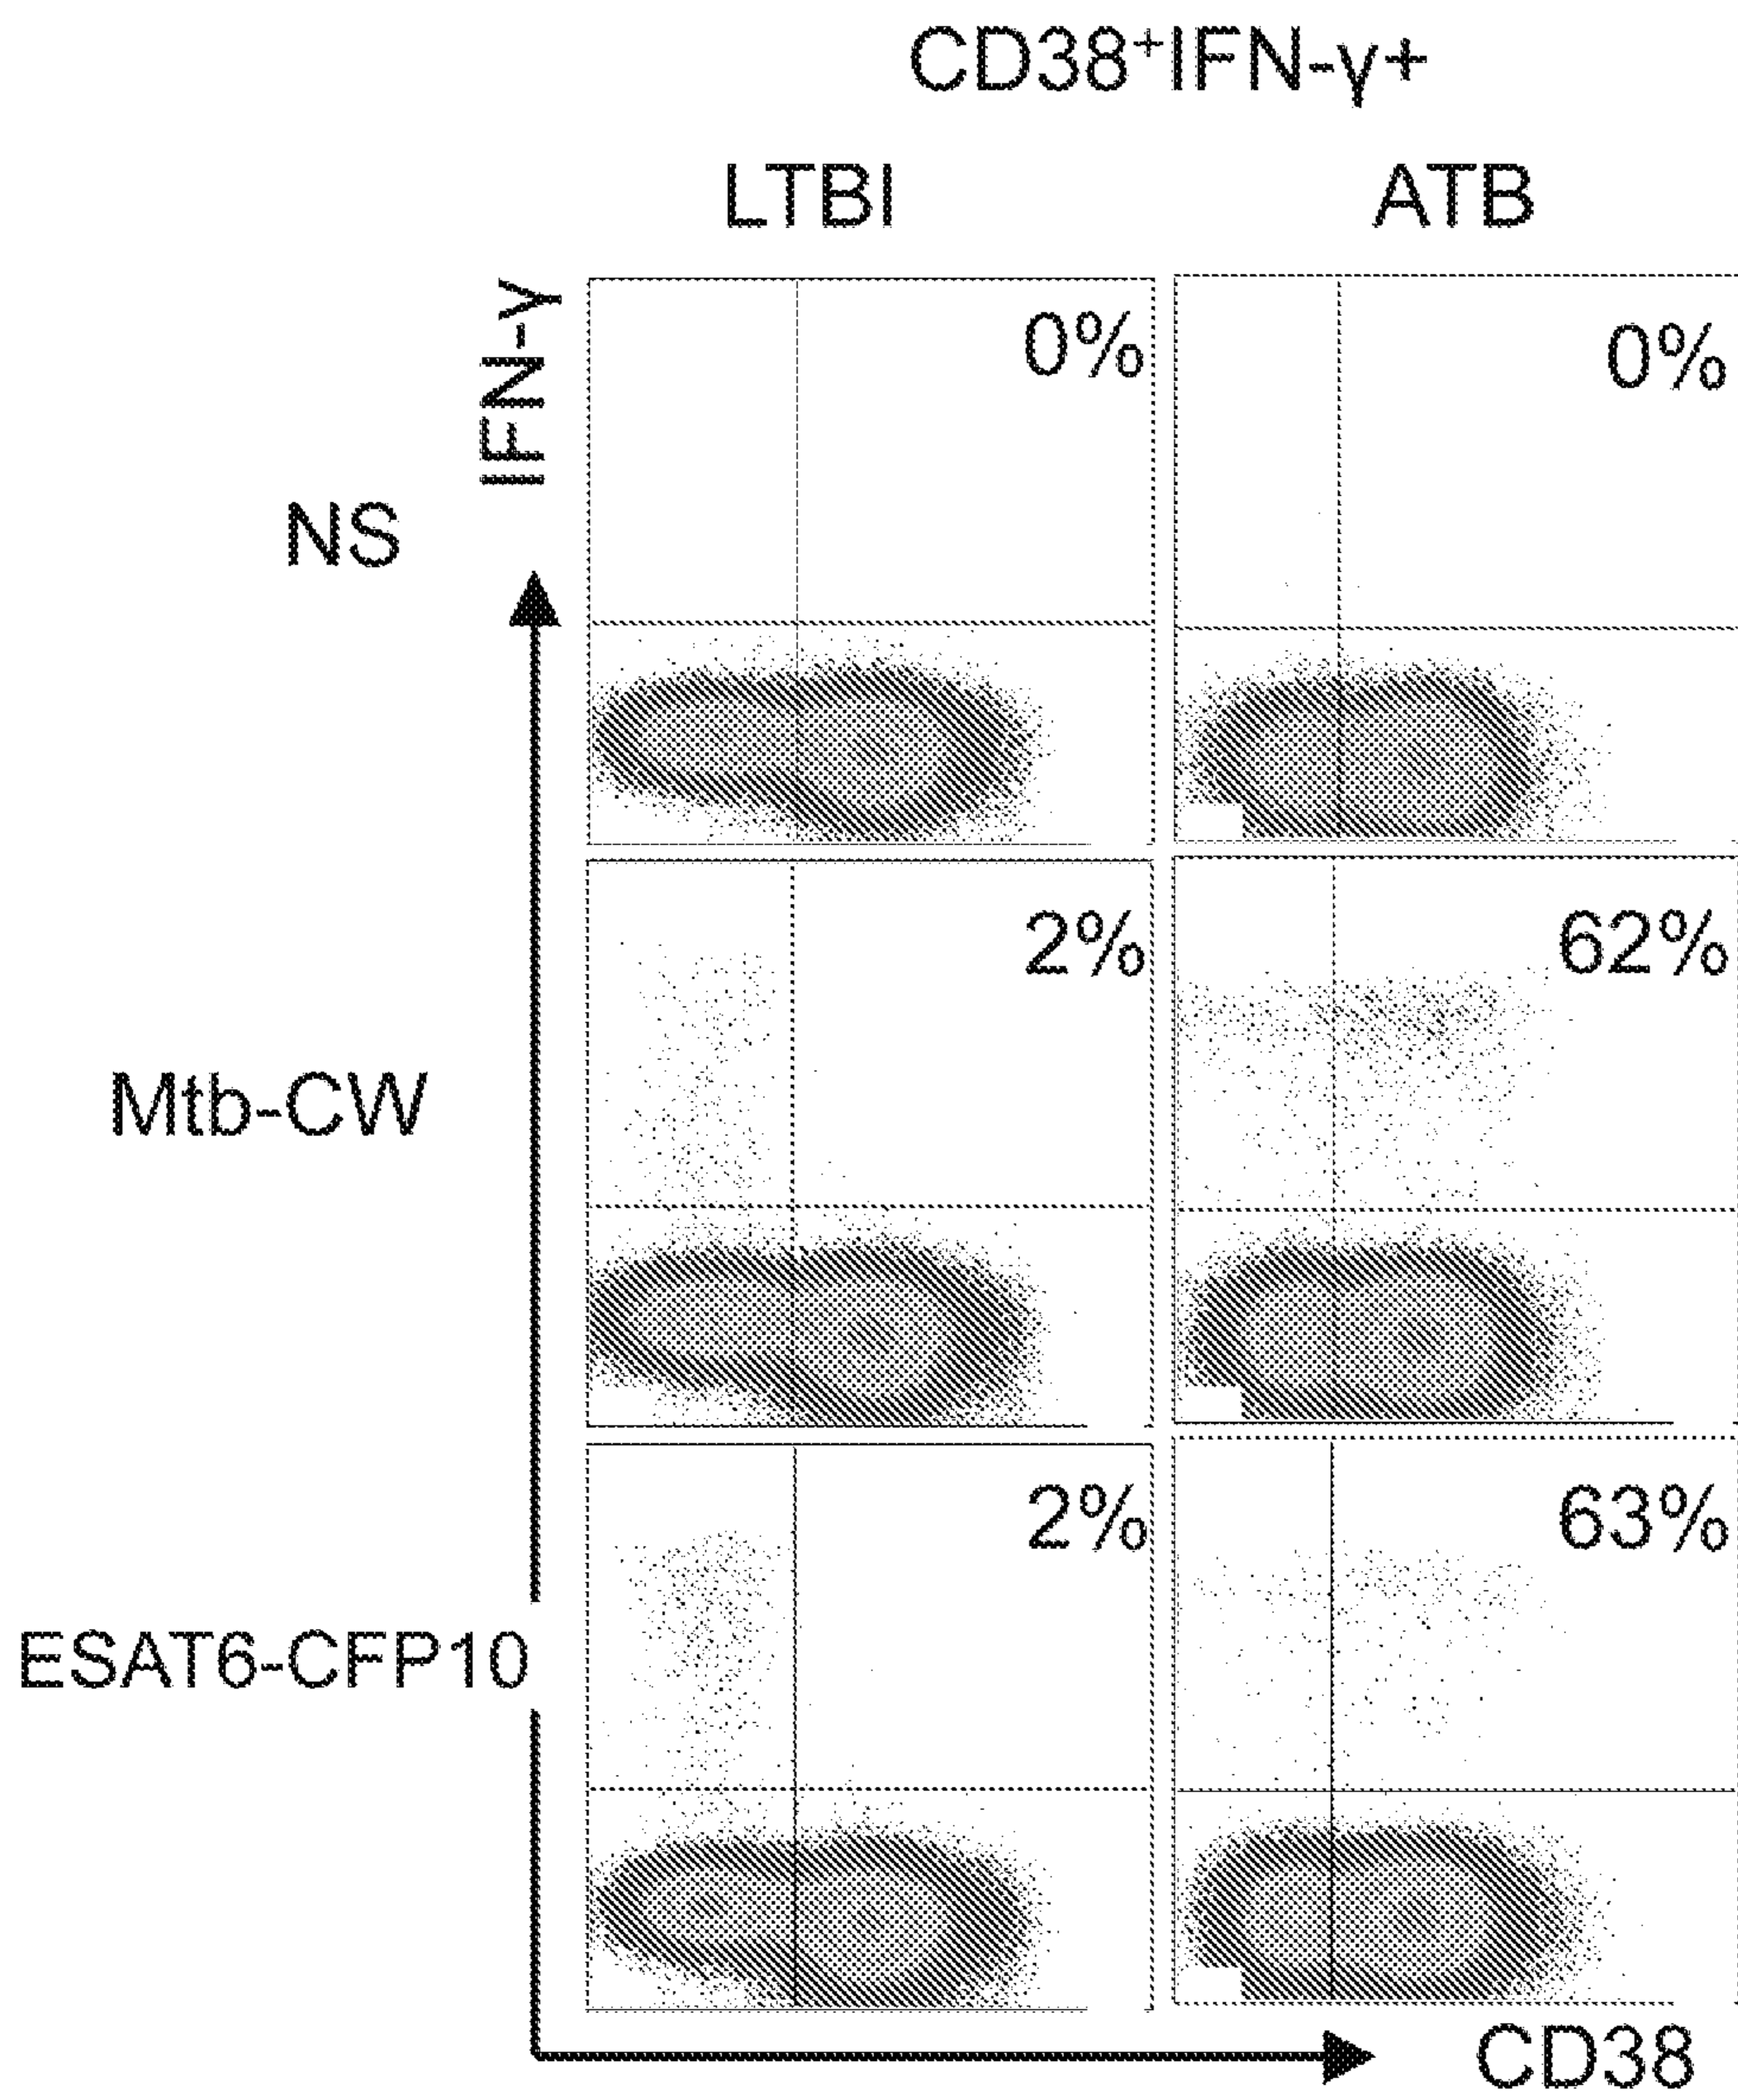 CD38⁺IFN-γ+
LTBI
ATB
IFN-γ
NS
0%
0%
Mtb-CW
2%
62%
ESAT6-CFP10
2%
63%
CD38